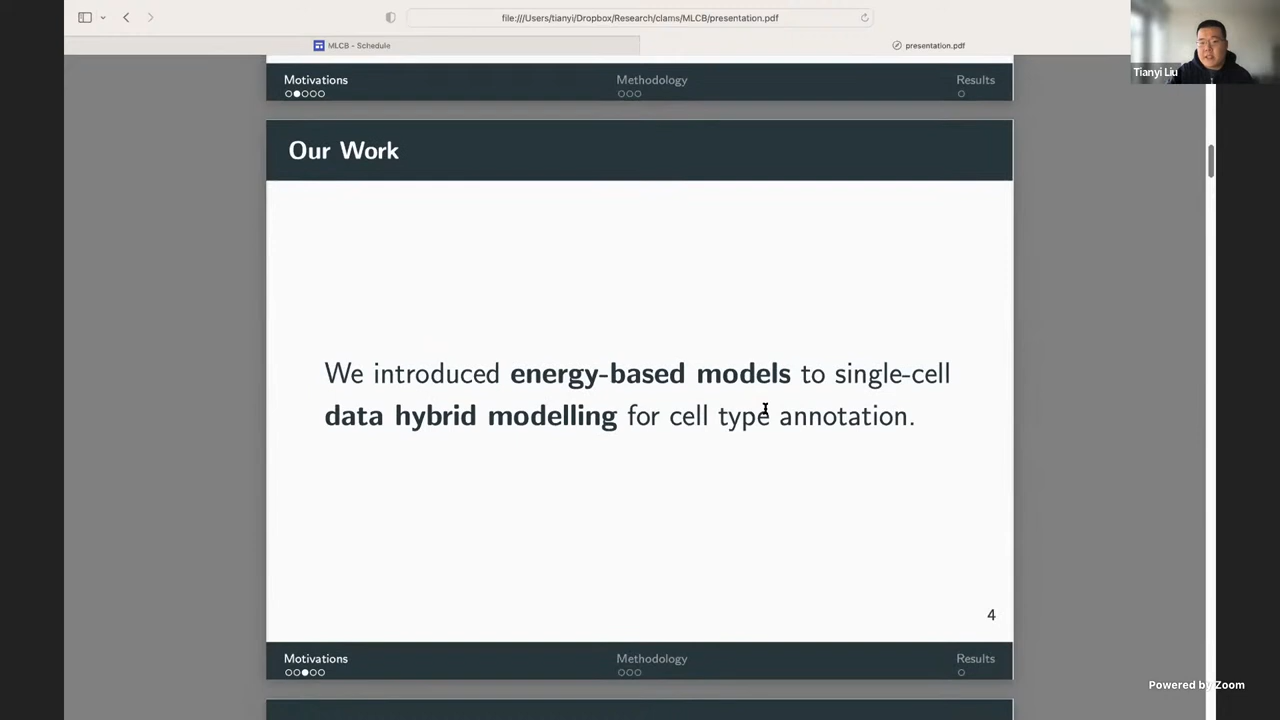 file:///Users/tianyi/Dropbox/Research/clams/MLCB/presentation.pdf
MLCB - Schedule
presentation.pdf
Tianyi Liu
Motivations
Methodology
Results
Our Work
We introduced energy-based models to single-cell
data hybrid modelling for cell type annotation.
4
Motivations
Methodology
Results
Powered by Zoom